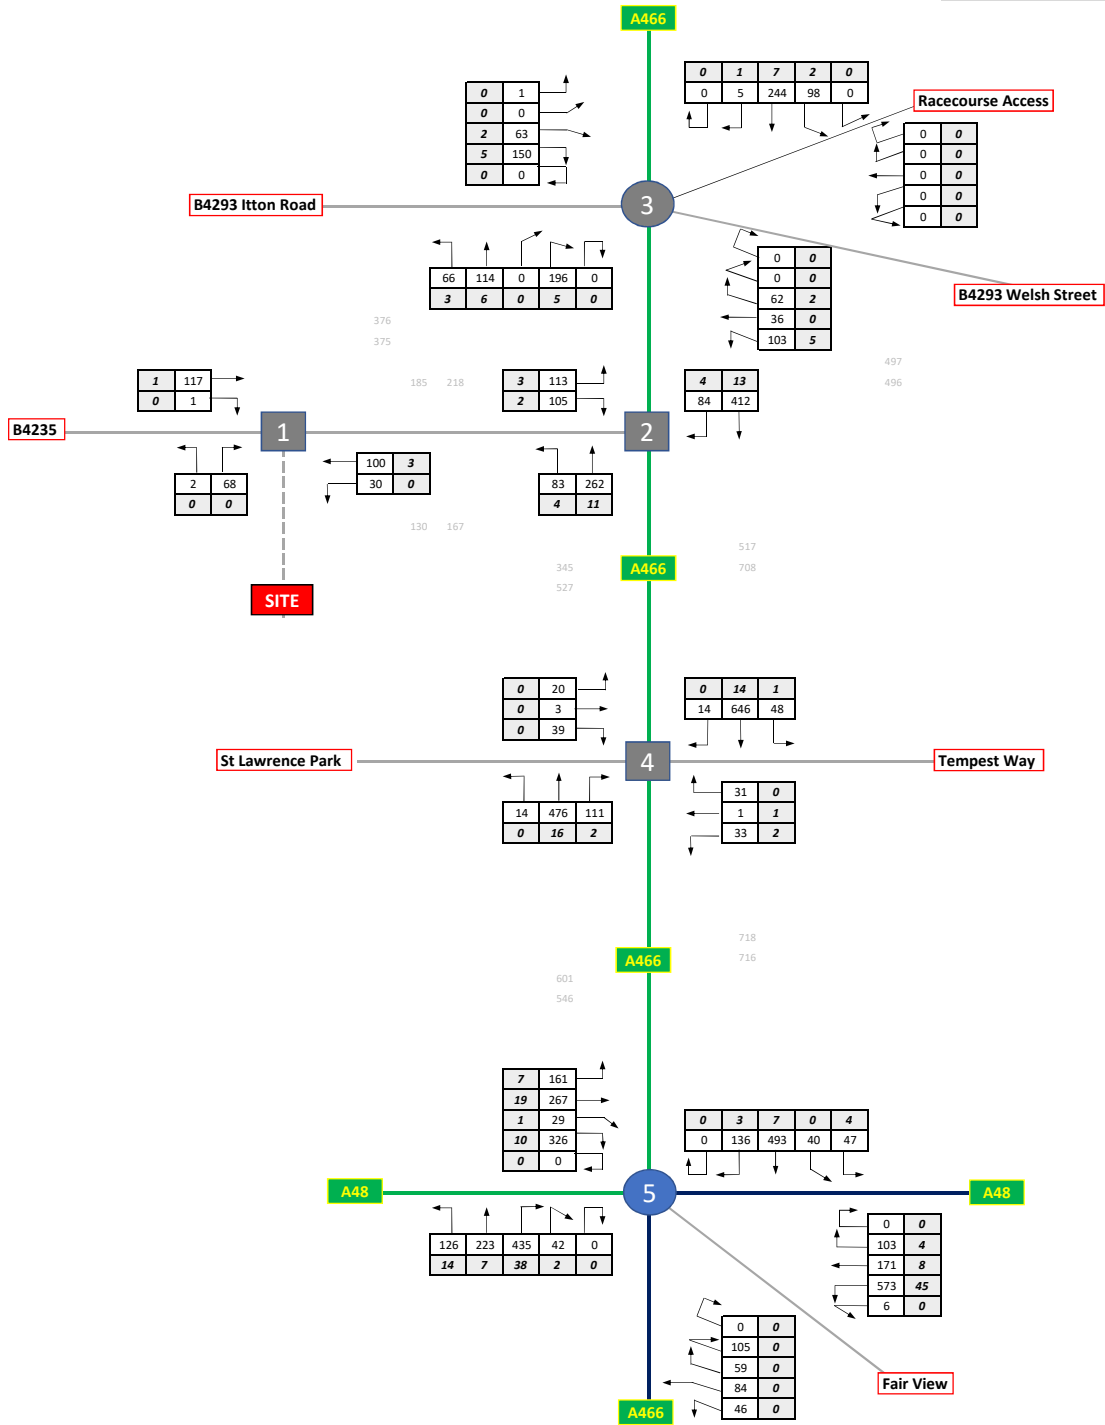 A466
0 1 7 2 0
0 5 244 98 0
0 1
0 0
2 63
5 150
0 0
Racecourse Access
0 0
0 0
0 0
0 0
0 0
B4293 Itton Road
3
66 114 0 196 0
3 6 0 5 0
0 0
0 0
62 2
36 0
103 5
B4293 Welsh Street
376
375
497
496
1 117
0 1
185 218
3 113
2 105
4 13
84 412
B4235
1
2
2 68
0 0
100 3
30 0
83 262
4 11
130 167
517
708
345
527
A466
SITE
0 20
0 3
0 39
0 14 1
14 646 48
St Lawrence Park
4
Tempest Way
14 476 111
0 16 2
31 0
1 1
33 2
718
716
A466
601
546
7 161
19 267
1 29
10 326
0 0
0 3 7 0 4
0 136 493 40 47
A48
5
A48
126 223 435 42 0
14 7 38 2 0
0 0
103 4
171 8
573 45
6 0
0 0
105 0
59 0
84 0
46 0
Fair View
A466